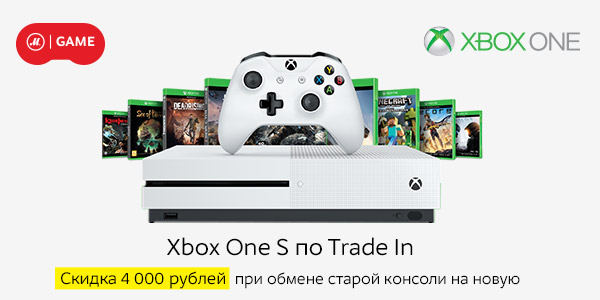 М | GAME
XBOX ONE
DEADRISING
MINECRAFT
Xbox One S по Trade In
Скидка 4 000 рублей при обмене старой консоли на новую